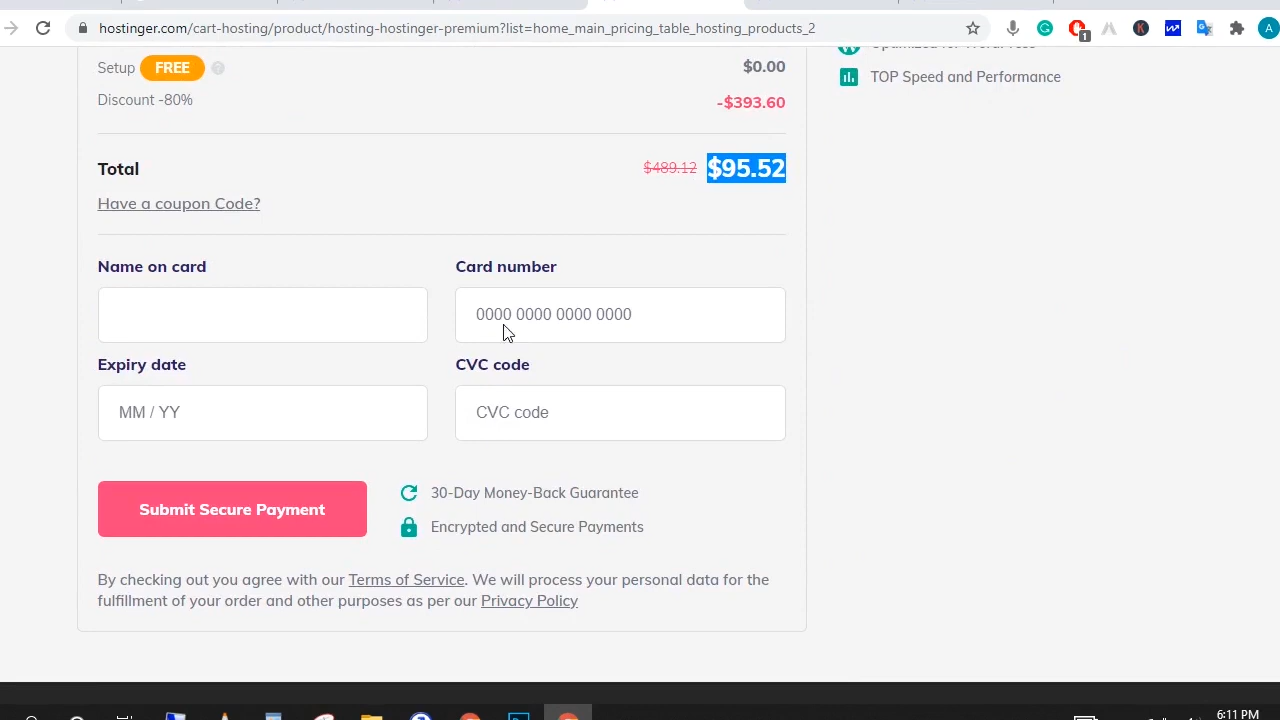 hostinger.com/cart-hosting/product/hosting-hostinger-premium?list=home_main_pricing_table_hosting_products_2
1
K
A
Optimized for WordPress
Setup FREE ? $0.00
TOP Speed and Performance
Discount -80% -$393.60
Total $489.12 $95.52
Have a coupon Code?
Name on card Card number
0000 0000 0000 0000
Expiry date CVC code
MM / YY CVC code
Submit Secure Payment
30-Day Money-Back Guarantee
Encrypted and Secure Payments
By checking out you agree with our Terms of Service. We will process your personal data for the
fulfillment of your order and other purposes as per our Privacy Policy
6:11 PM